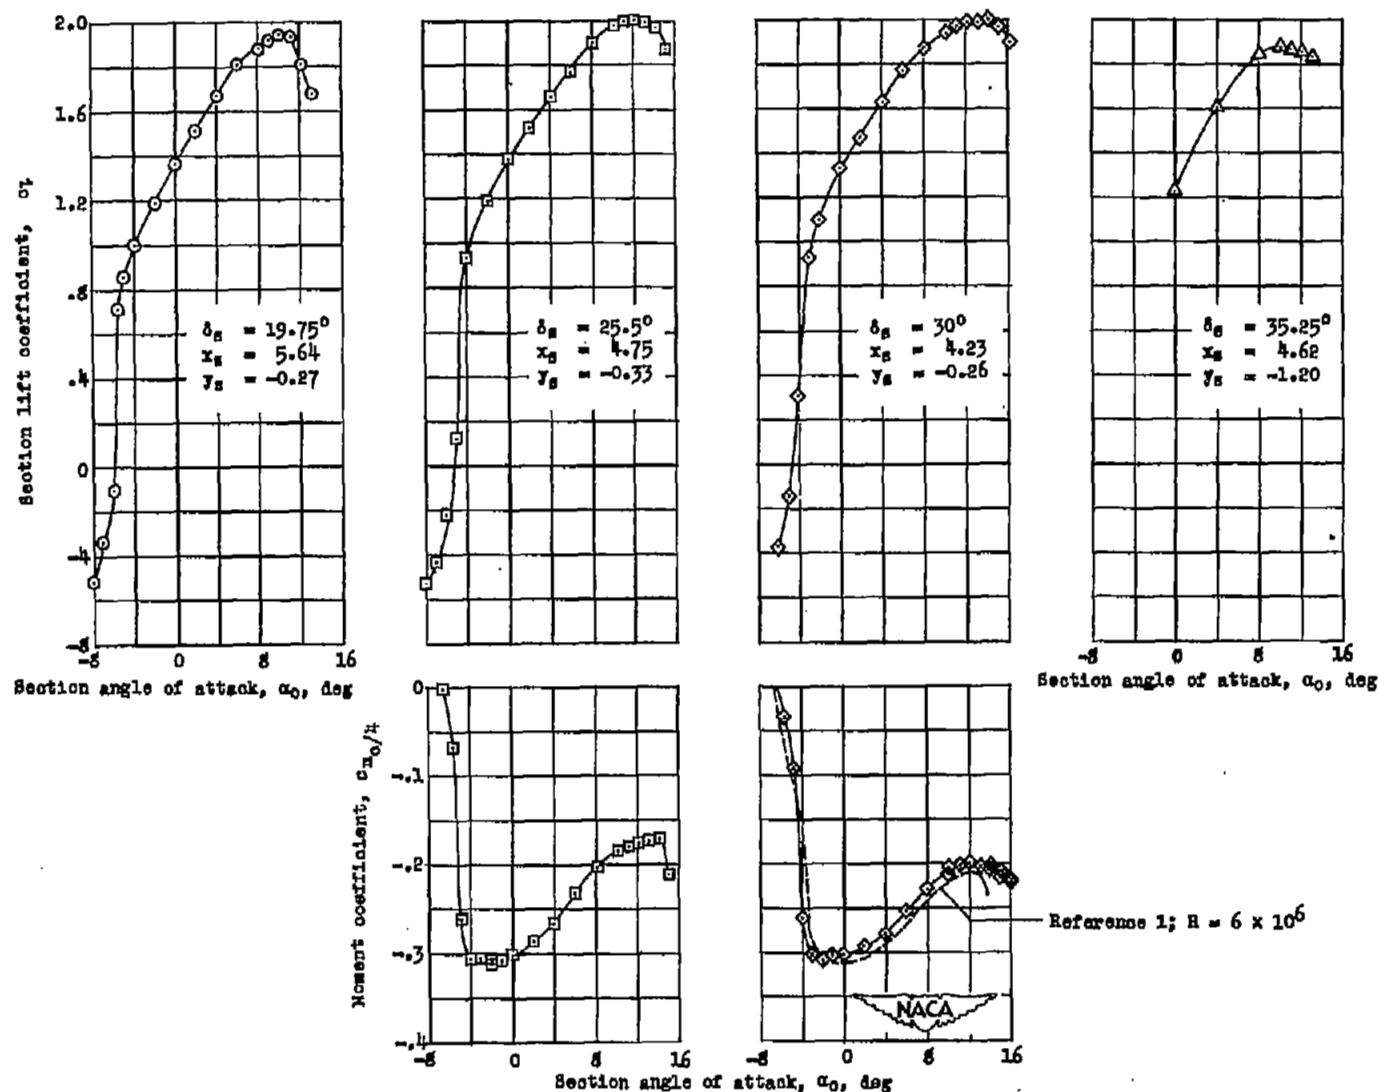 2.0
1.6
1.2
.8
.4
0
-.4
-.8
Section lift coefficient, cl
δs = 19.75°
xs = 5.64
ys = -0.27
δs = 25.5°
xs = 4.75
ys = -0.33
δs = 30°
xs = 4.23
ys = -0.26
δs = 35.25°
xs = 4.62
ys = -1.20
-8 0 8 16
-8 0 8 16
Section angle of attack, α0, deg
Section angle of attack, α0, deg
0
-.1
-.2
-.3
-.4
Moment coefficient, cmc/4
Reference 1; R = 6 x 10⁶
NACA
-8 0 8 16
-8 0 8 16
Section angle of attack, α0, deg